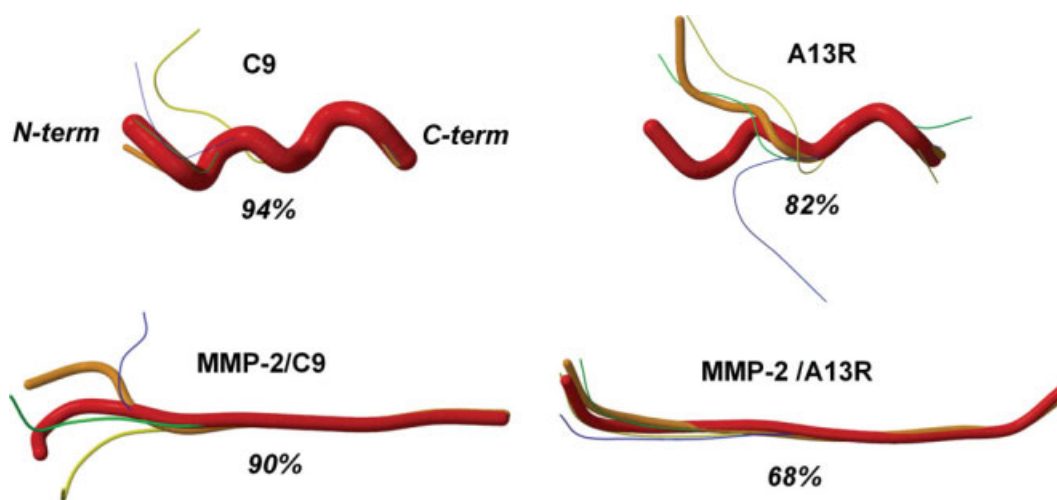 C9
A13R
N-term
C-term
94%
82%
MMP-2/C9
MMP-2 /A13R
90%
68%